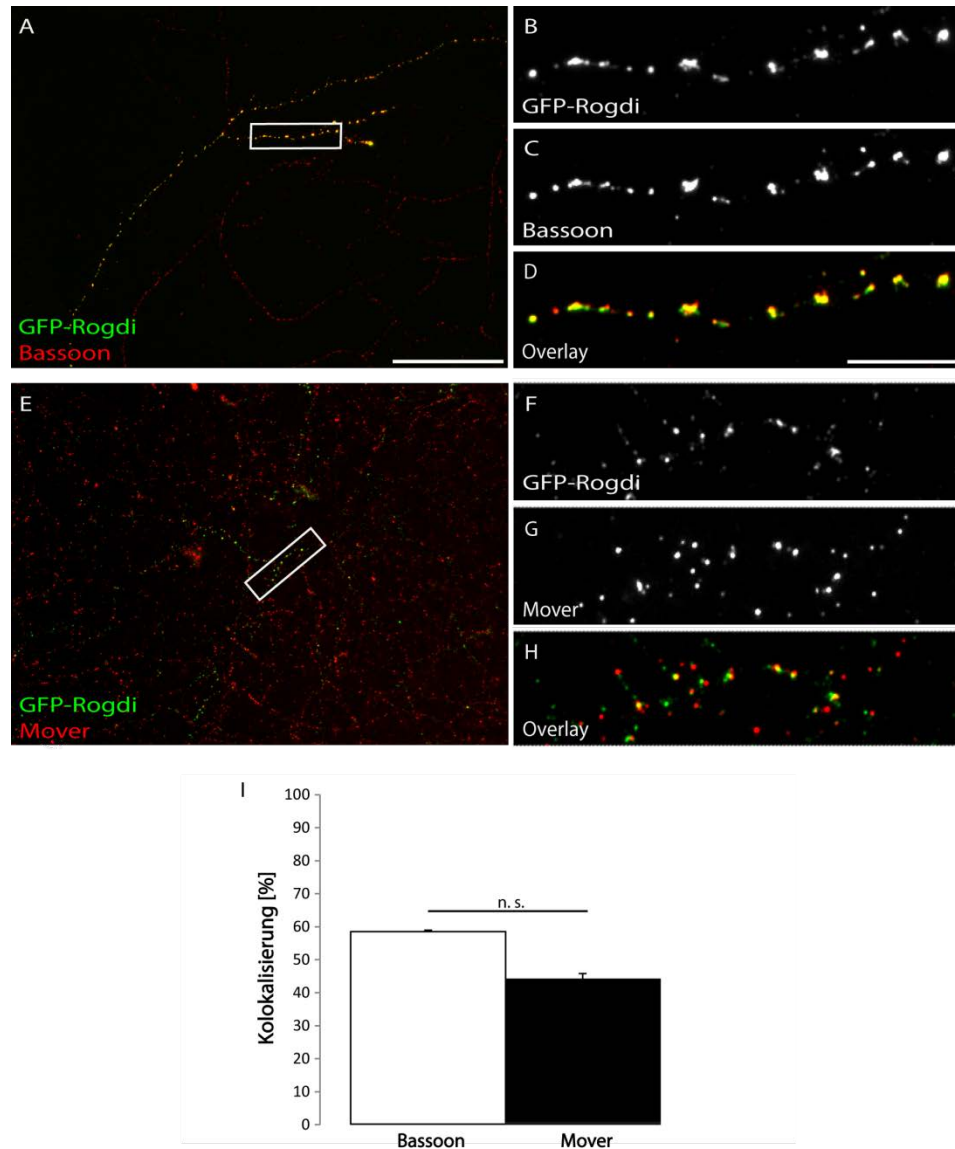 A
GFP-Rogdi
Bassoon
B
GFP-Rogdi
C
Bassoon
D
Overlay
E
GFP-Rogdi
Mover
F
GFP-Rogdi
G
Mover
H
Overlay
I
Kolokalisierung [%]
100
90
80
70
60
50
40
30
20
10
0
n. s.
Bassoon
Mover